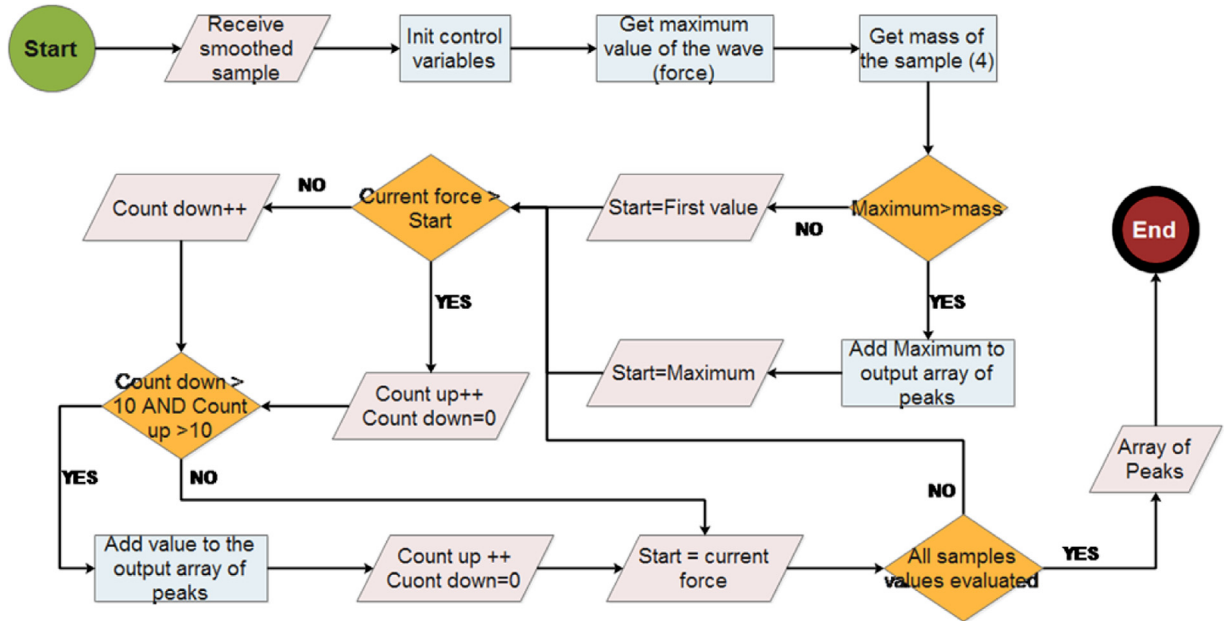 Start
Receive
smoothed
sample
Init control
variables
Get maximum
value of the wave
(force)
Get mass of
the sample (4)
Count down++
NO
Current force >
Start
Start=First value
NO
Maximum>mass
End
YES
YES
Count down >
10 AND Count
up >10
Count up++
Count down=0
Start=Maximum
Add Maximum to
output array of
peaks
Array of
Peaks
YES
NO
NO
Add value to the
output array of
peaks
Count up ++
Cuont down=0
Start = current
force
All samples
values evaluated
YES